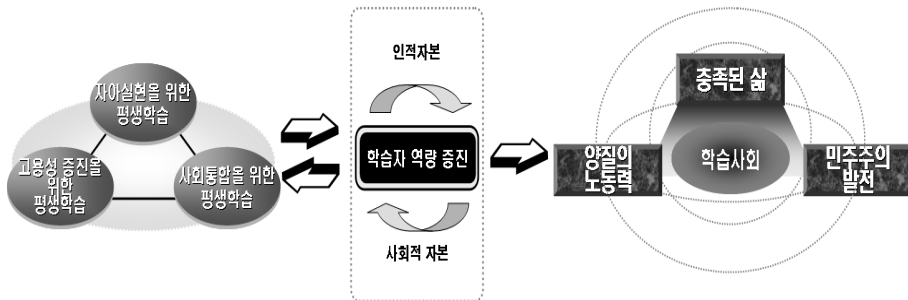 자아실현을 위한
평생학습
고용성 증진을
위한
평생학습
사회통합을 위한
평생학습
인적자본
학습자 역량 증진
사회적 자본
충족된 삶
양질의
노동력
학습사회
민주주의
발전